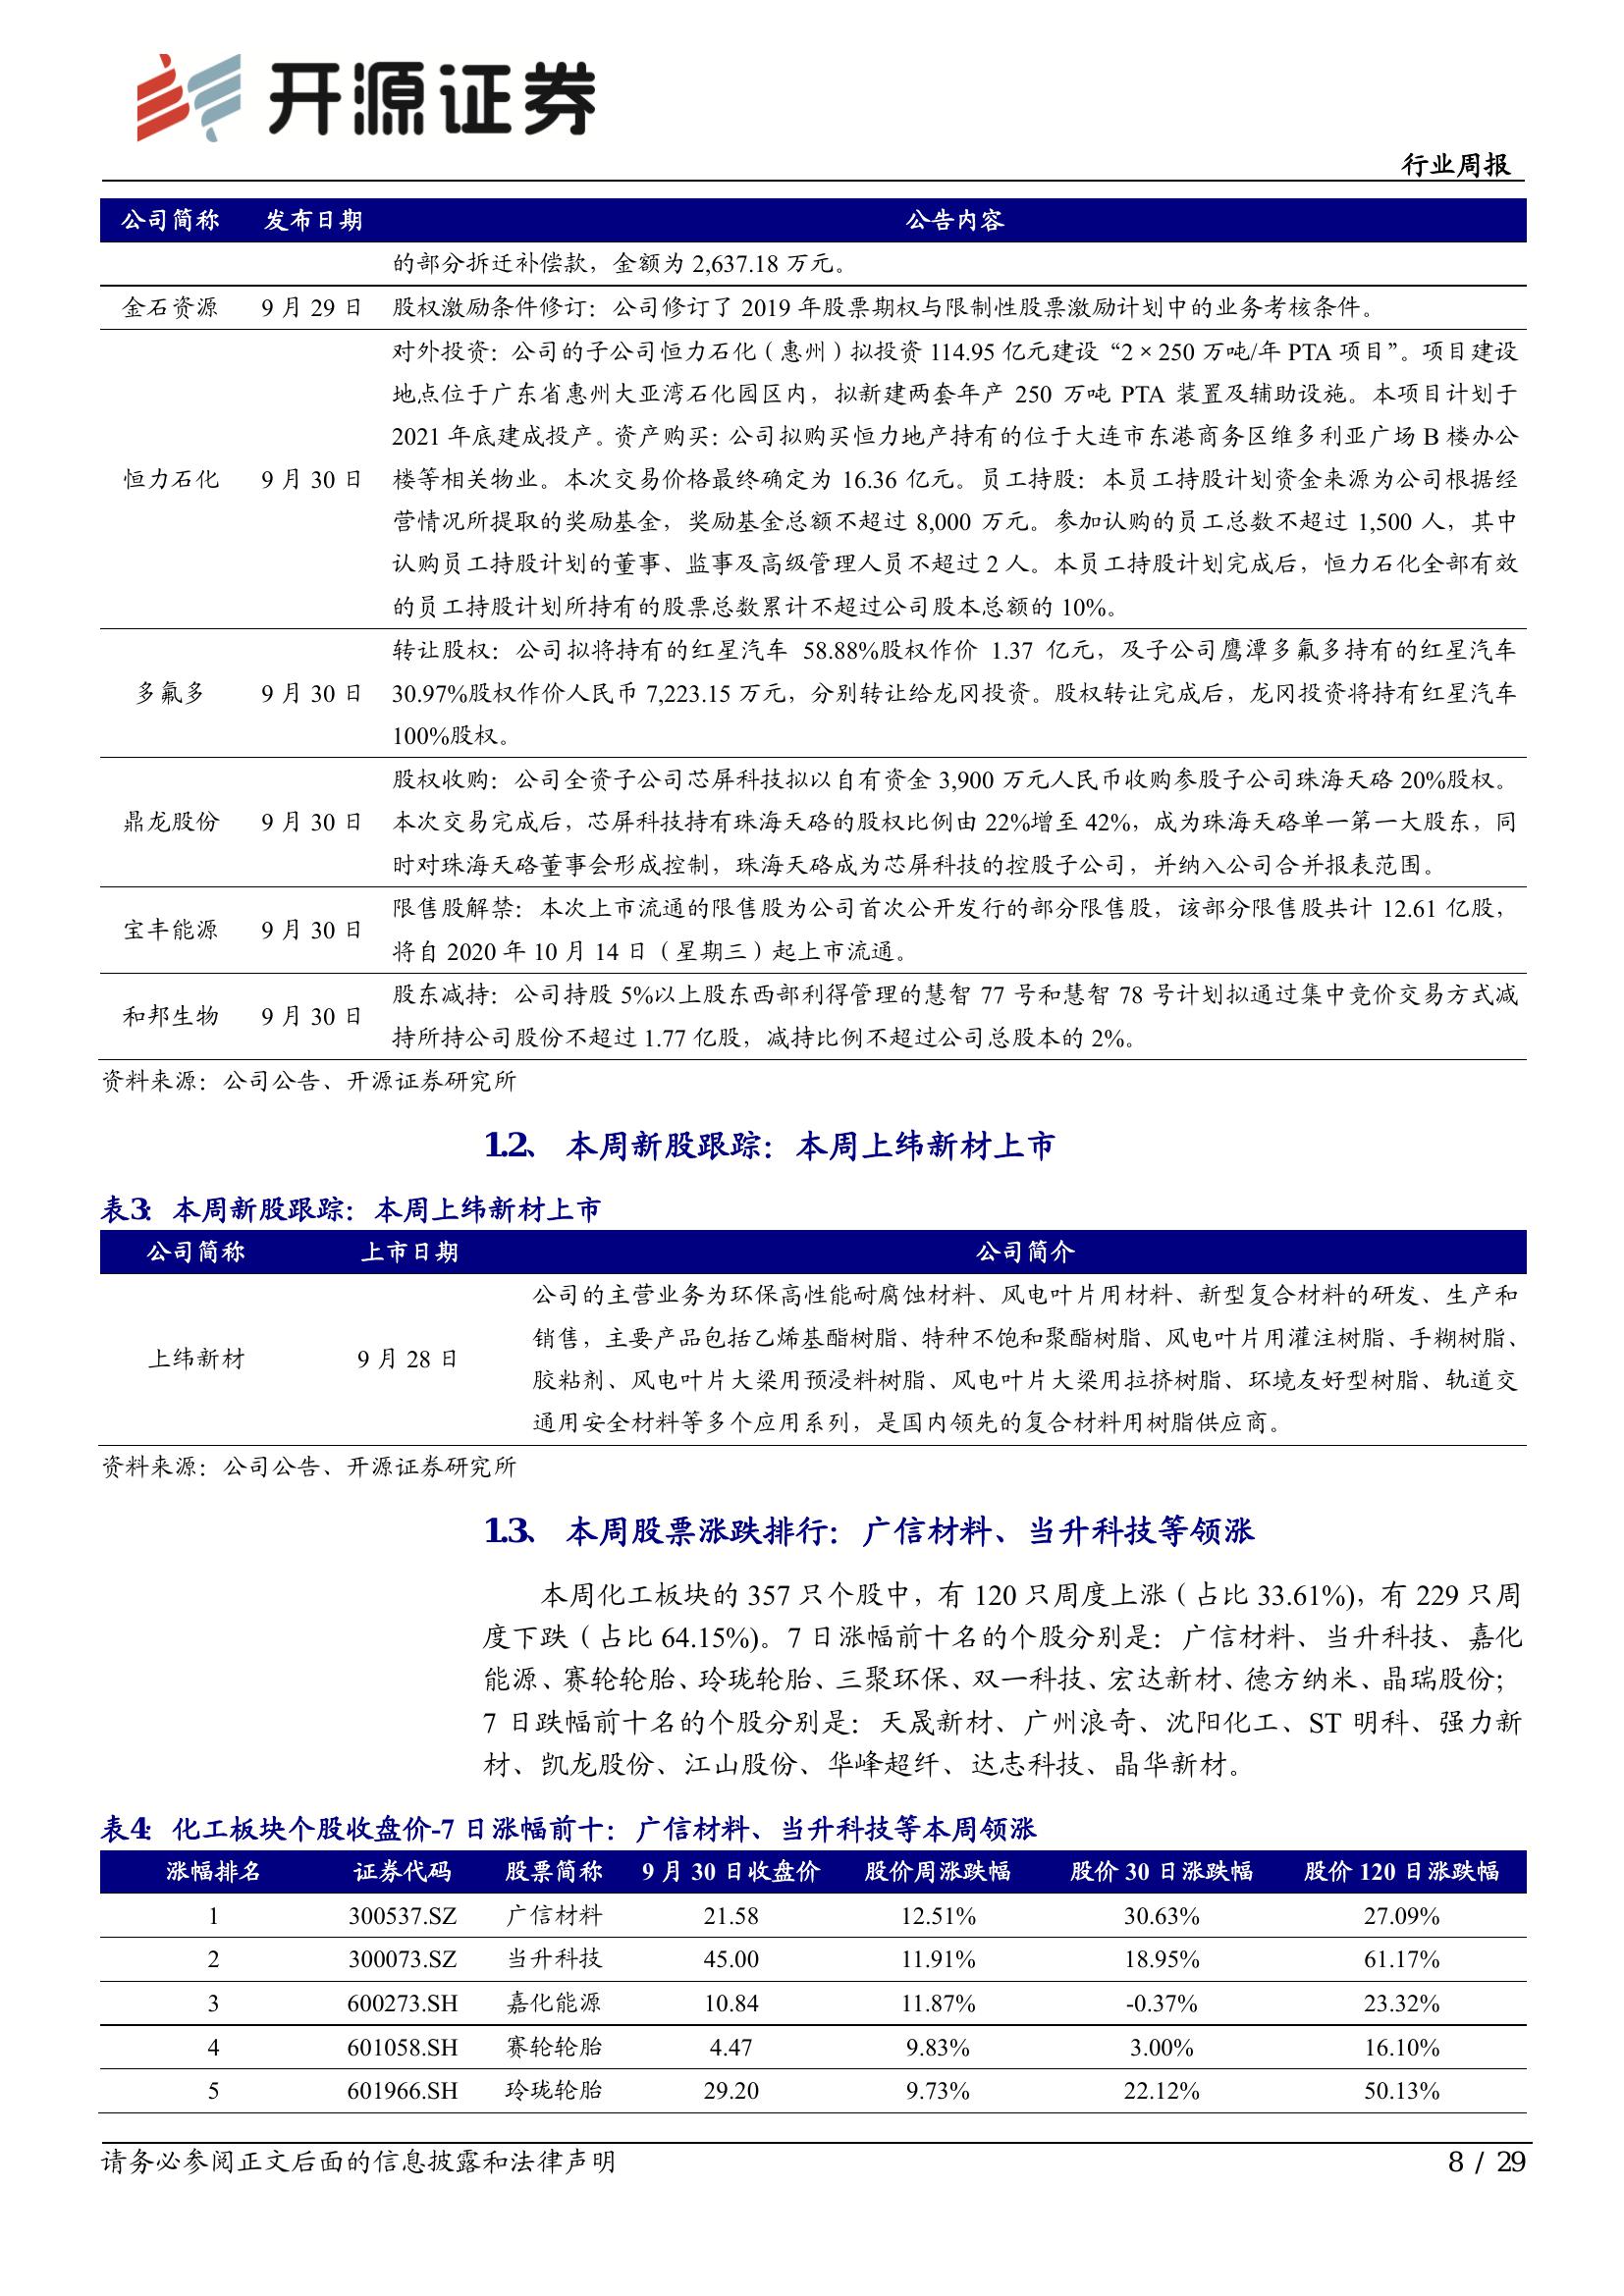 开源证券
行业周报
公司简称 发布日期 公告内容
的部分拆迁补偿款，金额为 2,637.18 万元。
金石资源 9 月 29 日 股权激励条件修订：公司修订了 2019 年股票期权与限制性股票激励计划中的业务考核条件。
对外投资：公司的子公司恒力石化（惠州）拟投资 114.95 亿元建设“2×250 万吨/年 PTA 项目”。项目建设
地点位于广东省惠州大亚湾石化园区内，拟新建两套年产 250 万吨 PTA 装置及辅助设施。本项目计划于
2021 年底建成投产。资产购买：公司拟购买恒力地产持有的位于大连市东港商务区维多利亚广场 B 楼办公
恒力石化 9 月 30 日 楼等相关物业。本次交易价格最终确定为 16.36 亿元。员工持股：本员工持股计划资金来源为公司根据经
营情况所提取的奖励基金，奖励基金总额不超过 8,000 万元。参加认购的员工总数不超过 1,500 人，其中
认购员工持股计划的董事、监事及高级管理人员不超过 2 人。本员工持股计划完成后，恒力石化全部有效
的员工持股计划所持有的股票总数累计不超过公司股本总额的 10%。
转让股权：公司拟将持有的红星汽车 58.88%股权作价 1.37 亿元，及子公司鹰潭多氟多持有的红星汽车
多氟多 9 月 30 日 30.97%股权作价人民币 7,223.15 万元，分别转让给龙冈投资。股权转让完成后，龙冈投资将持有红星汽车
100%股权。
股权收购：公司全资子公司芯屏科技拟以自有资金 3,900 万元人民币收购参股子公司珠海天硌 20%股权。
鼎龙股份 9 月 30 日 本次交易完成后，芯屏科技持有珠海天硌的股权比例由 22%增至 42%，成为珠海天硌单一第一大股东，同
时对珠海天硌董事会形成控制，珠海天硌成为芯屏科技的控股子公司，并纳入公司合并报表范围。
限售股解禁：本次上市流通的限售股为公司首次公开发行的部分限售股，该部分限售股共计 12.61 亿股，
宝丰能源 9 月 30 日
将自 2020 年 10 月 14 日（星期三）起上市流通。
股东减持：公司持股 5%以上股东西部利得管理的慧智 77 号和慧智 78 号计划拟通过集中竞价交易方式减
和邦生物 9 月 30 日
持所持公司股份不超过 1.77 亿股，减持比例不超过公司总股本的 2%。
资料来源：公司公告、开源证券研究所
1.2、 本周新股跟踪：本周上纬新材上市
表3： 本周新股跟踪：本周上纬新材上市
公司简称 上市日期 公司简介
公司的主营业务为环保高性能耐腐蚀材料、风电叶片用材料、新型复合材料的研发、生产和
销售，主要产品包括乙烯基酯树脂、特种不饱和聚酯树脂、风电叶片用灌注树脂、手糊树脂、
上纬新材 9 月 28 日
胶粘剂、风电叶片大梁用预浸料树脂、风电叶片大梁用拉挤树脂、环境友好型树脂、轨道交
通用安全材料等多个应用系列，是国内领先的复合材料用树脂供应商。
资料来源：公司公告、开源证券研究所
1.3、 本周股票涨跌排行：广信材料、当升科技等领涨
本周化工板块的 357 只个股中，有 120 只周度上涨（占比 33.61%)，有 229 只周
度下跌（占比 64.15%)。7 日涨幅前十名的个股分别是：广信材料、当升科技、嘉化
能源、赛轮轮胎、玲珑轮胎、三聚环保、双一科技、宏达新材、德方纳米、晶瑞股份；
7 日跌幅前十名的个股分别是：天晟新材、广州浪奇、沈阳化工、ST 明科、强力新
材、凯龙股份、江山股份、华峰超纤、达志科技、晶华新材。
表4： 化工板块个股收盘价-7 日涨幅前十：广信材料、当升科技等本周领涨
涨幅排名 证券代码 股票简称 9 月 30 日收盘价 股价周涨跌幅 股价 30 日涨跌幅 股价 120 日涨跌幅
1 300537.SZ 广信材料 21.58 12.51% 30.63% 27.09%
2 300073.SZ 当升科技 45.00 11.91% 18.95% 61.17%
3 600273.SH 嘉化能源 10.84 11.87% -0.37% 23.32%
4 601058.SH 赛轮轮胎 4.47 9.83% 3.00% 16.10%
5 601966.SH 玲珑轮胎 29.20 9.73% 22.12% 50.13%
请务必参阅正文后面的信息披露和法律声明 8 / 29